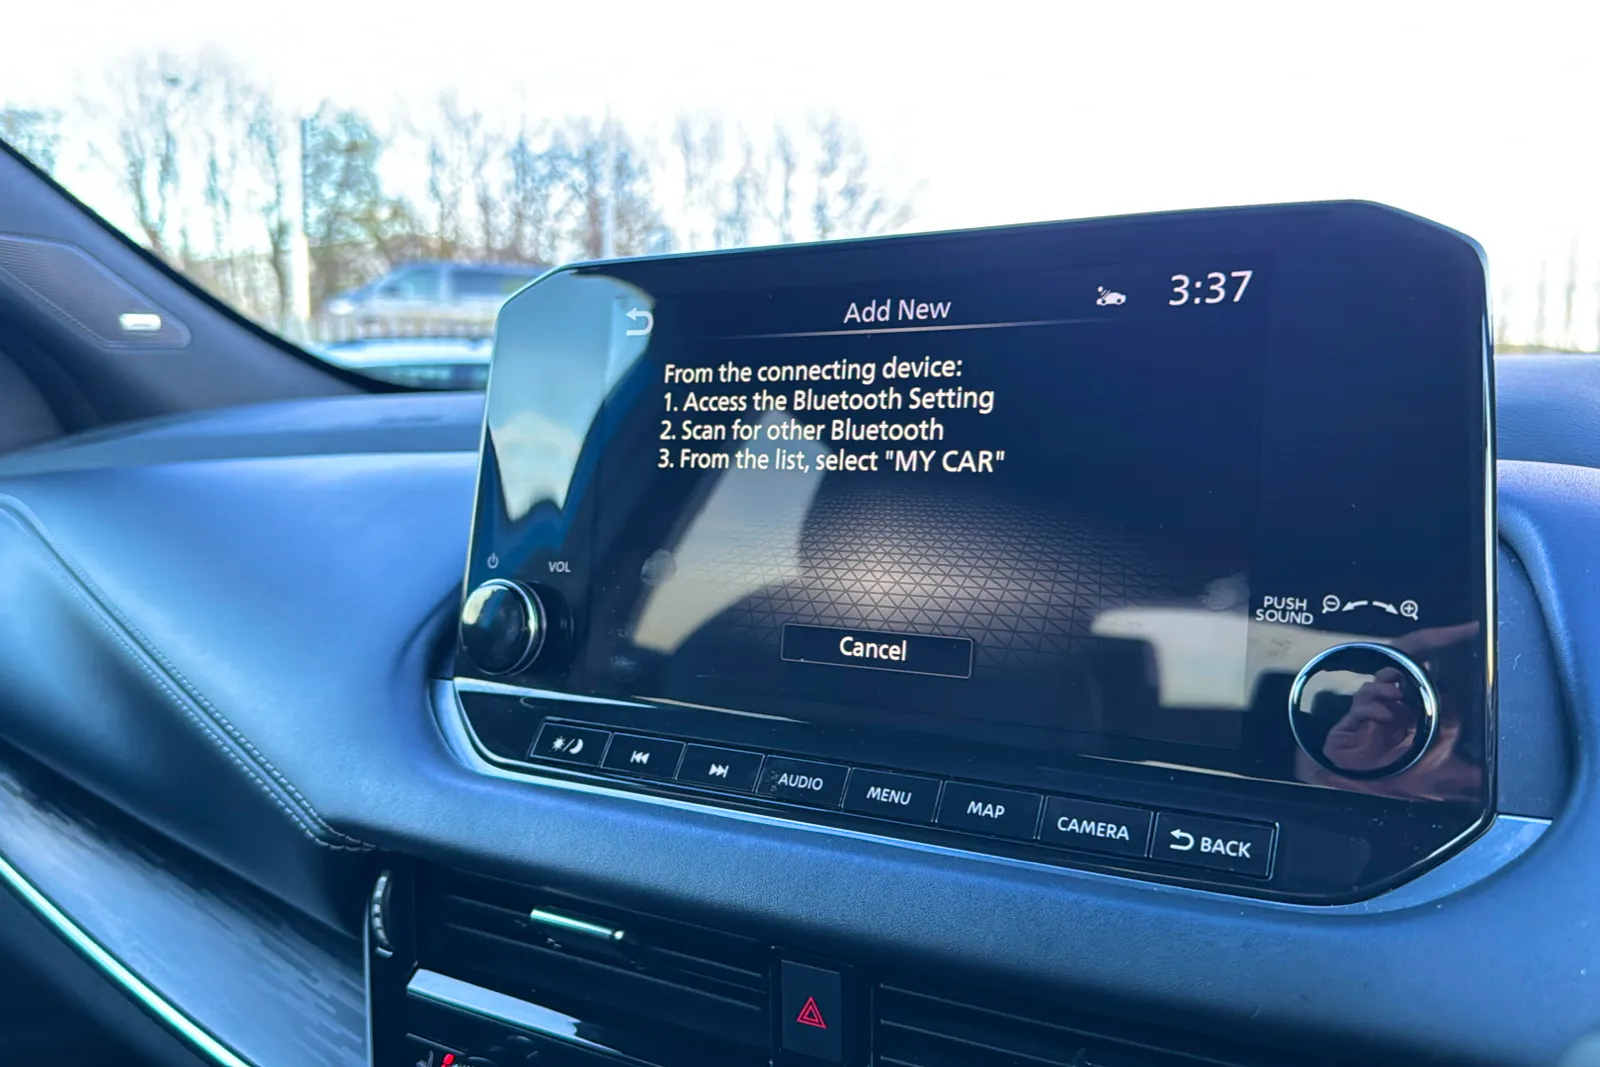 Add New
3:37
From the connecting device:
1. Access the Bluetooth Setting
2. Scan for other Bluetooth
3. From the list, select "MY CAR"
VOL
PUSH
SOUND
Cancel
AUDIO
MENU
MAP
CAMERA
BACK